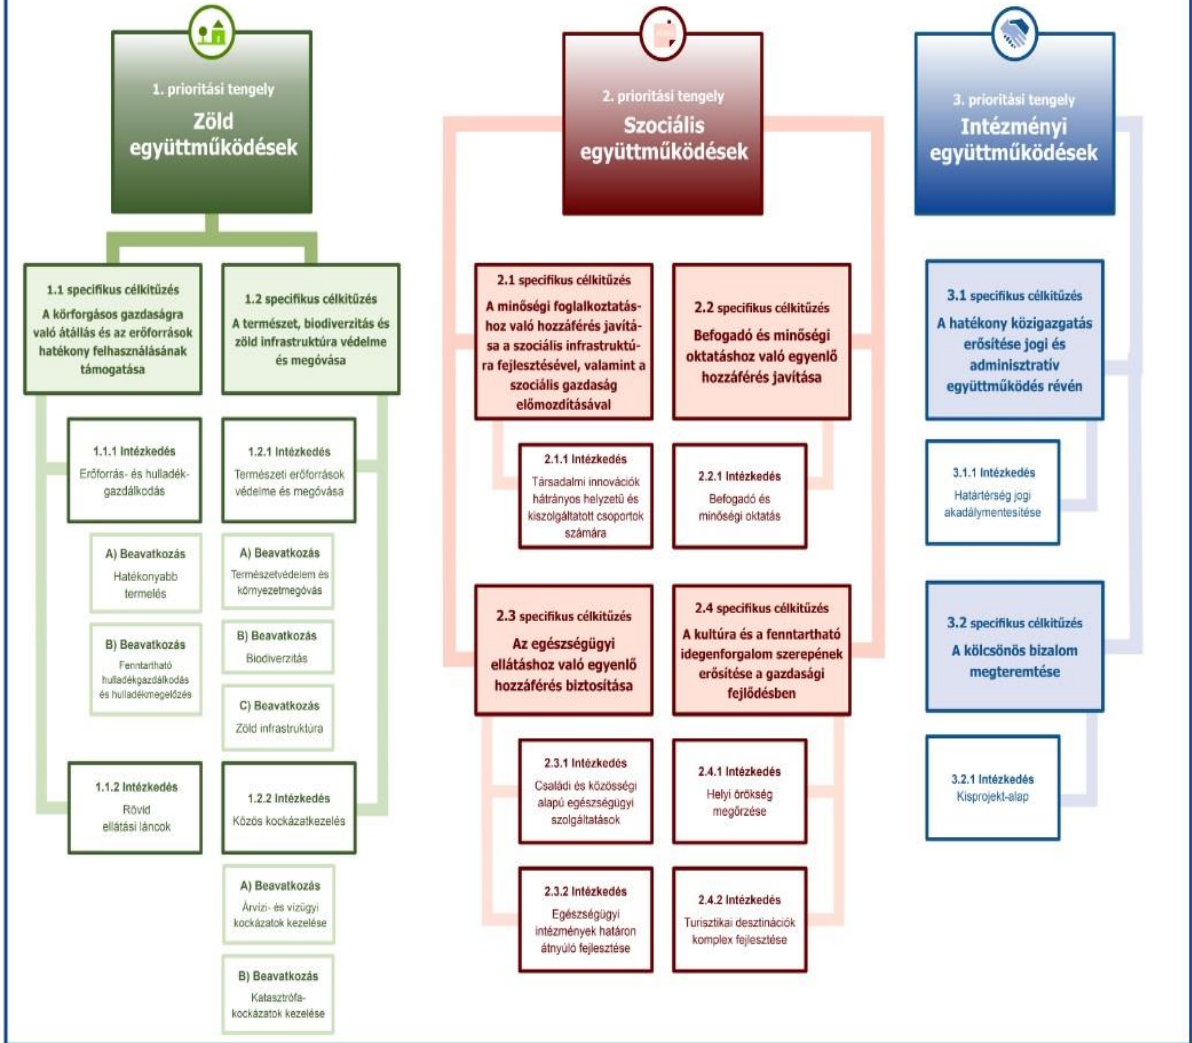 1. prioritási tengely
Zöld
együttműködések
1.1 specifikus célkitűzés
A körforgásos gazdaságra
való átállás és az erőforrások
hatékony felhasználásának
támogatása
1.1.1 Intézkedés
Erőforrás- és hulladék-
gazdálkodás
A) Beavatkozás
Hatékonyabb
termelés
B) Beavatkozás
Fenntartható
hulladékgazdálkodás
és hulladékmegelőzés
1.1.2 Intézkedés
Rövid
ellátási láncok
1.2 specifikus célkitűzés
A természet, biodiverzitás és
zöld infrastruktúra védelme
és megóvása
1.2.1 Intézkedés
Természeti erőforrások
védelme és megóvása
A) Beavatkozás
Természetvédelem és
környezetmegóvás
B) Beavatkozás
Biodiverzitás
C) Beavatkozás
Zöld infrastruktúra
1.2.2 Intézkedés
Közös kockázatkezelés
A) Beavatkozás
Árvízi- és vízügyi
kockázatok kezelése
B) Beavatkozás
Katasztrófa-
kockázatok kezelése
2. prioritási tengely
Szociális
együttműködések
2.1 specifikus célkitűzés
A minőségi foglalkoztatás-
hoz való hozzáférés javítá-
sa a szociális infrastruktú-
ra fejlesztésével, valamint a
szociális gazdaság
előmozdításával
2.1.1 Intézkedés
Társadalmi innovációk
hátrányos helyzetű és
kiszolgáltatott csoportok
számára
2.2 specifikus célkitűzés
Befogadó és minőségi
oktatáshoz való egyenlő
hozzáférés javítása
2.2.1 Intézkedés
Befogadó és
minőségi oktatás
2.3 specifikus célkitűzés
Az egészségügyi
ellátáshoz való egyenlő
hozzáférés biztosítása
2.3.1 Intézkedés
Családi és közösségi
alapú egészségügyi
szolgáltatások
2.3.2 Intézkedés
Egészségügyi
intézmények határon
átnyúló fejlesztése
2.4 specifikus célkitűzés
A kultúra és a fenntartható
idegenforgalom szerepének
erősítése a gazdasági
fejlődésben
2.4.1 Intézkedés
Helyi örökség
megőrzése
2.4.2 Intézkedés
Turisztikai desztinációk
komplex fejlesztése
3. prioritási tengely
Intézményi
együttműködések
3.1 specifikus célkitűzés
A hatékony közigazgatás
erősítése jogi és
adminisztratív
együttműködés révén
3.1.1 Intézkedés
Határtérség jogi
akadálymentesítése
3.2 specifikus célkitűzés
A kölcsönös bizalom
megteremtése
3.2.1 Intézkedés
Kisprojekt-alap